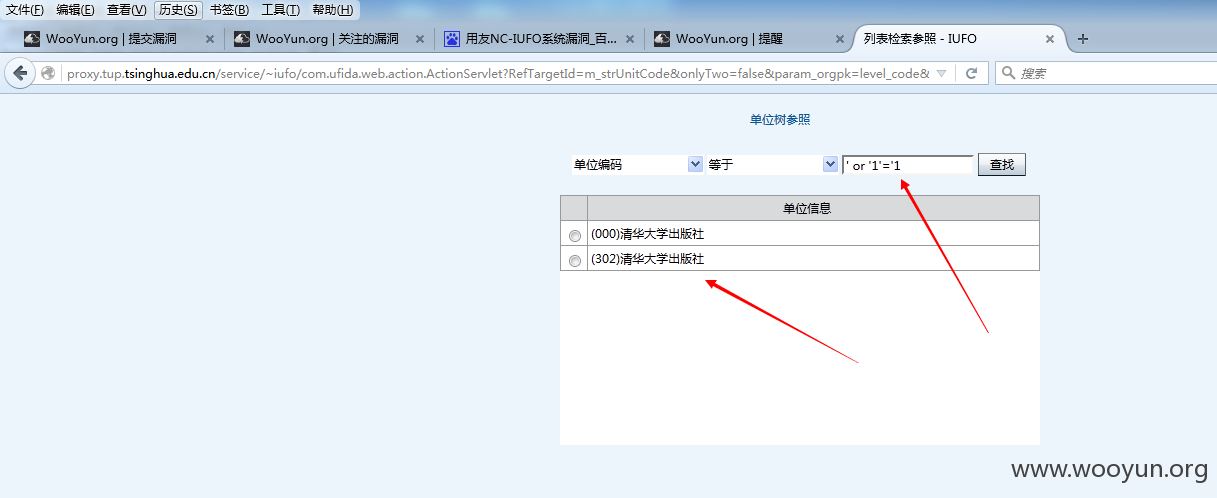 文件(F) 编辑(E) 查看(V) 历史(S) 书签(B) 工具(T) 帮助(H)
WooYun.org | 提交漏洞 WooYun.org | 关注的漏洞 用友NC-IUFO系统漏洞_百... WooYun.org | 提醒 列表检索参照 - IUFO
proxy.tup.tsinghua.edu.cn/service/~iufo/com.ufida.web.action.ActionServlet?RefTargetId=m_strUnitCode&onlyTwo=false&param_orgpk=level_code& 搜索
单位树参照
单位编码 等于 ' or '1'='1 查找
单位信息
(000)清华大学出版社
(302)清华大学出版社
www.wooyun.org